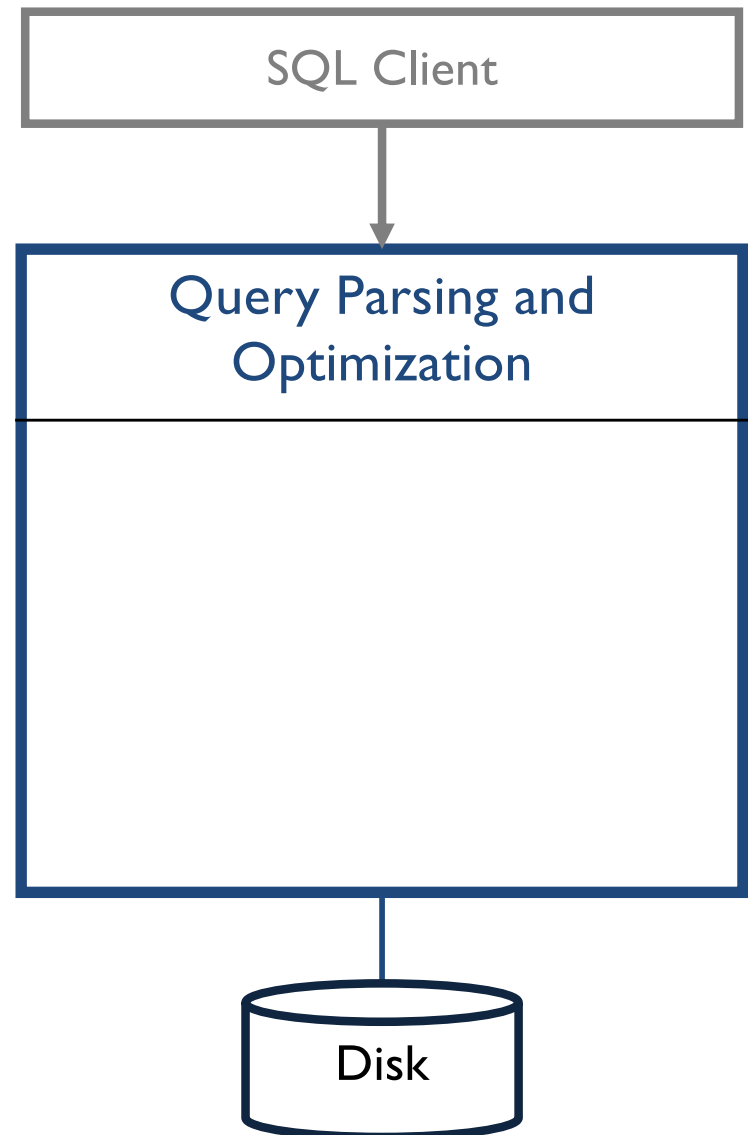 SQL Client
Query Parsing and
Optimization
Disk